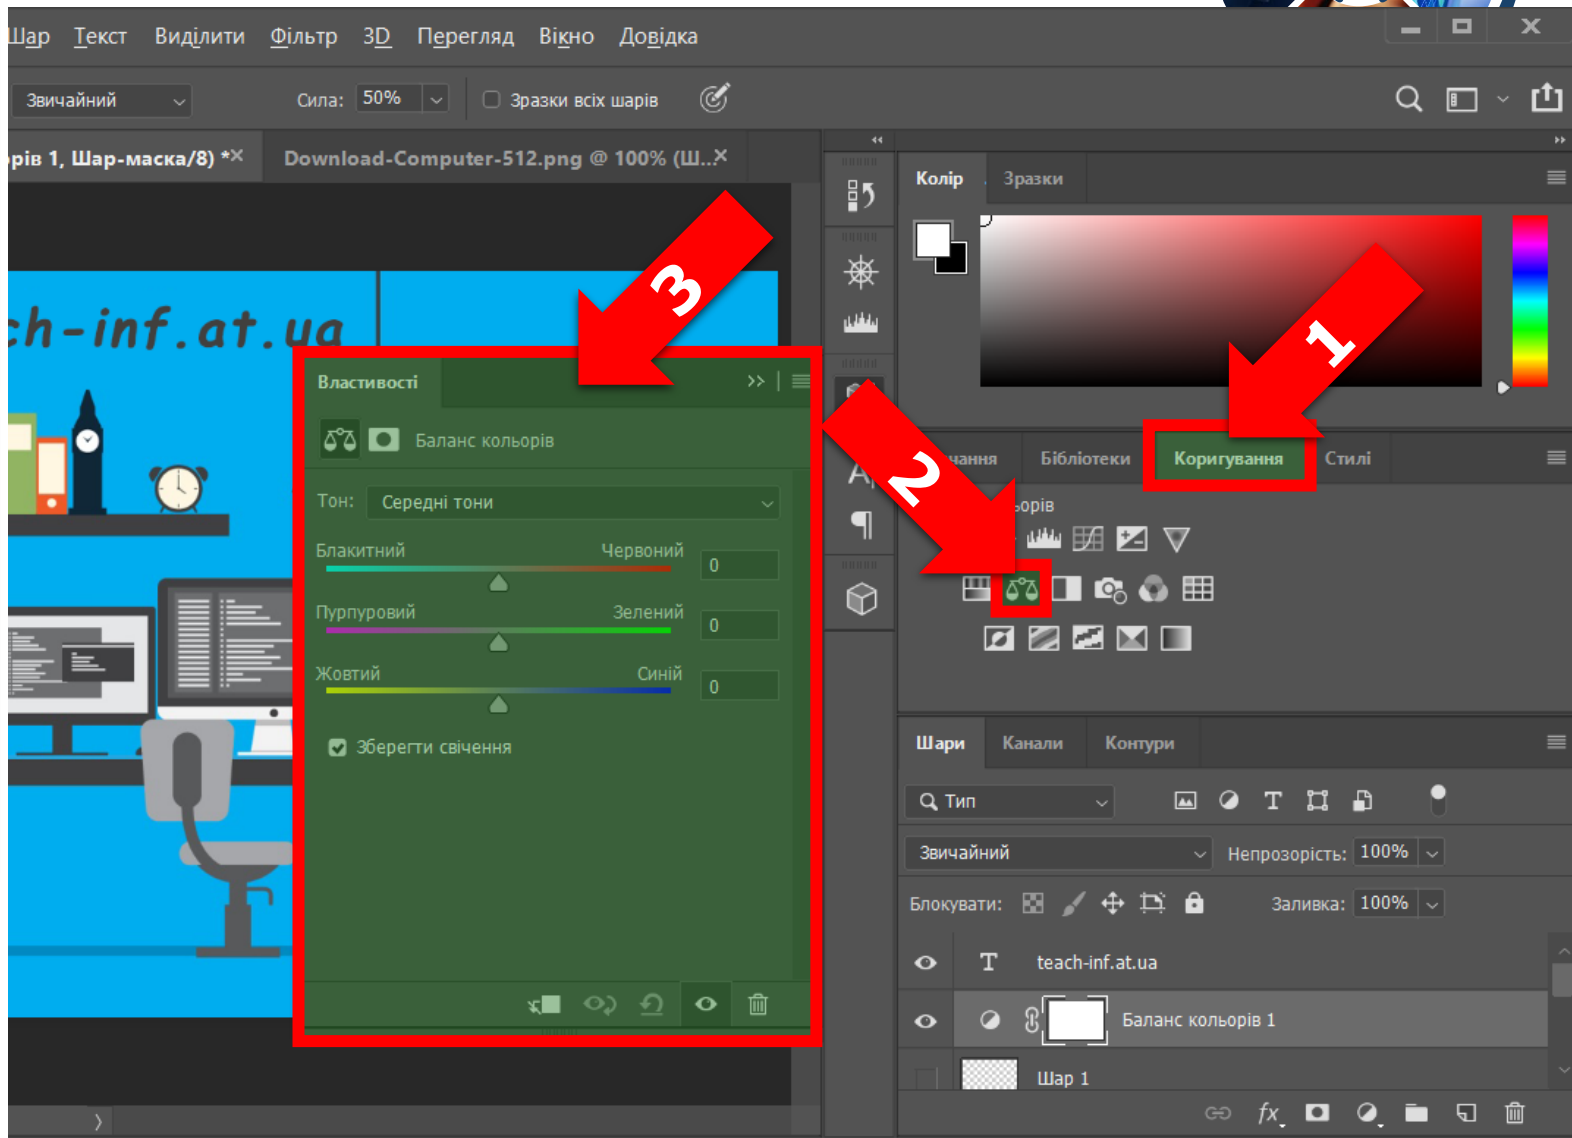 Шар Текст Виділити Фільтр 3D Перегляд Вікно Довідка
Звичайний Сила: 50% Зразки всіх шарів
рів 1, Шар-маска/8) * Download-Computer-512.png @ 100% (Ш...
Колір Зразки
ch-inf.at.ua
3
1
2
Властивості
Баланс кольорів
Тон: Середні тони
Блакитний Червоний 0
Пурпуровий Зелений 0
Жовтий Синій 0
Зберегти свічення
чання Бібліотеки Коригування Стилі
ьорів
Шари Канали Контури
Тип
Звичайний Непрозорість: 100%
Блокувати: Заливка: 100%
T teach-inf.at.ua
Баланс кольорів 1
Шар 1
fx